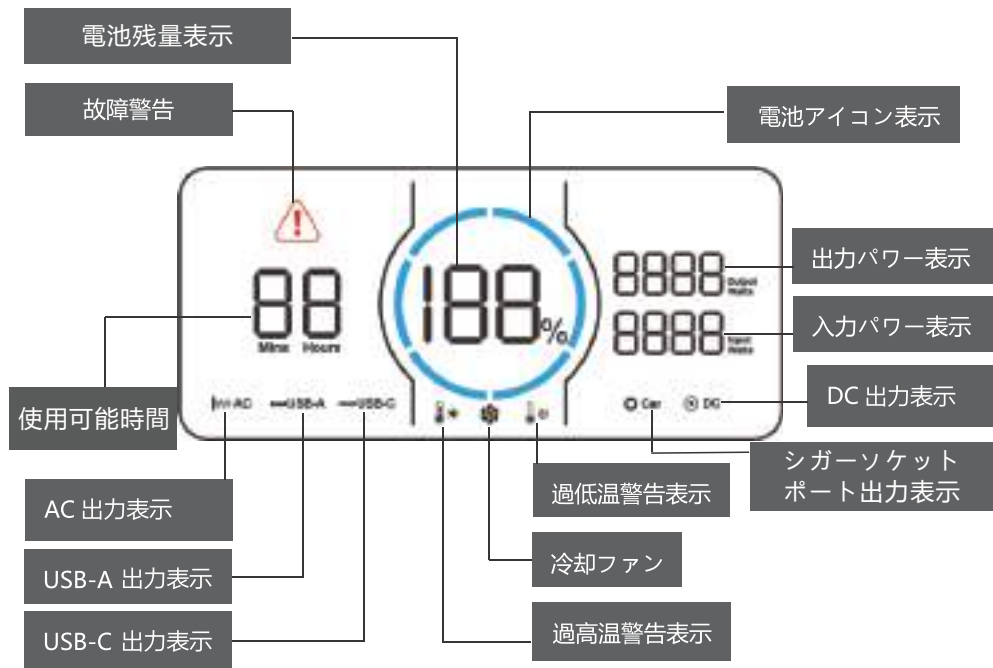 電池残量表示
故障警告
電池アイコン表示
出力パワー表示
88
Mins Hours
188%
8888
Output
Watts
8888
Input
Watts
入力パワー表示
使用可能時間
AC
USB-A
USB-C
Car
DC
DC 出力表示
シガーソケット
ポート出力表示
AC 出力表示
過低温警告表示
USB-A 出力表示
冷却ファン
USB-C 出力表示
過高温警告表示